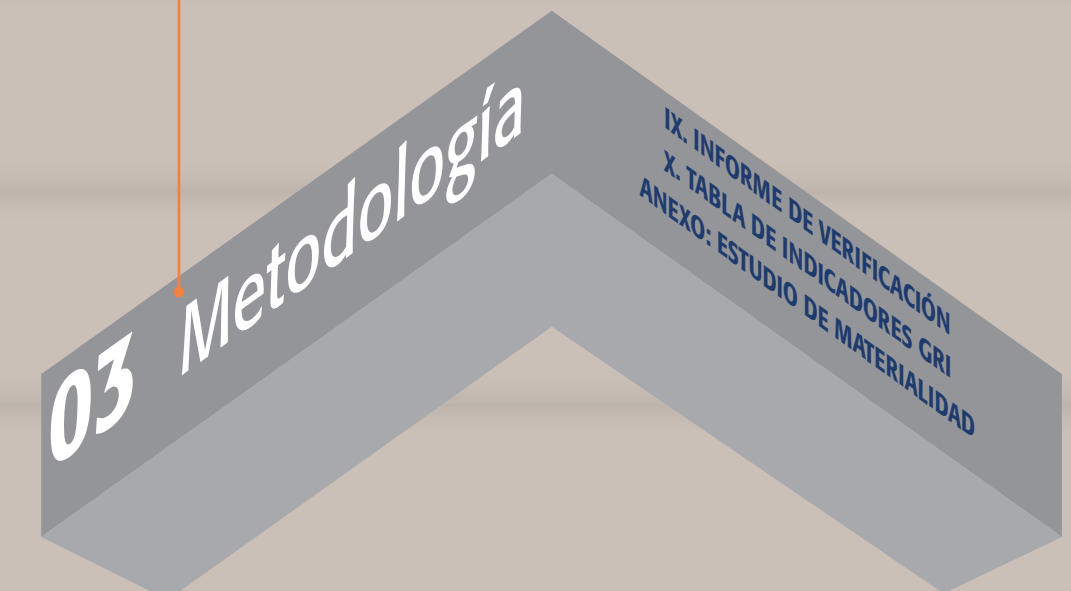 03 Metodología
IX. INFORME DE VERIFICACIÓN
X. TABLA DE INDICADORES GRI
ANEXO: ESTUDIO DE MATERIALIDAD